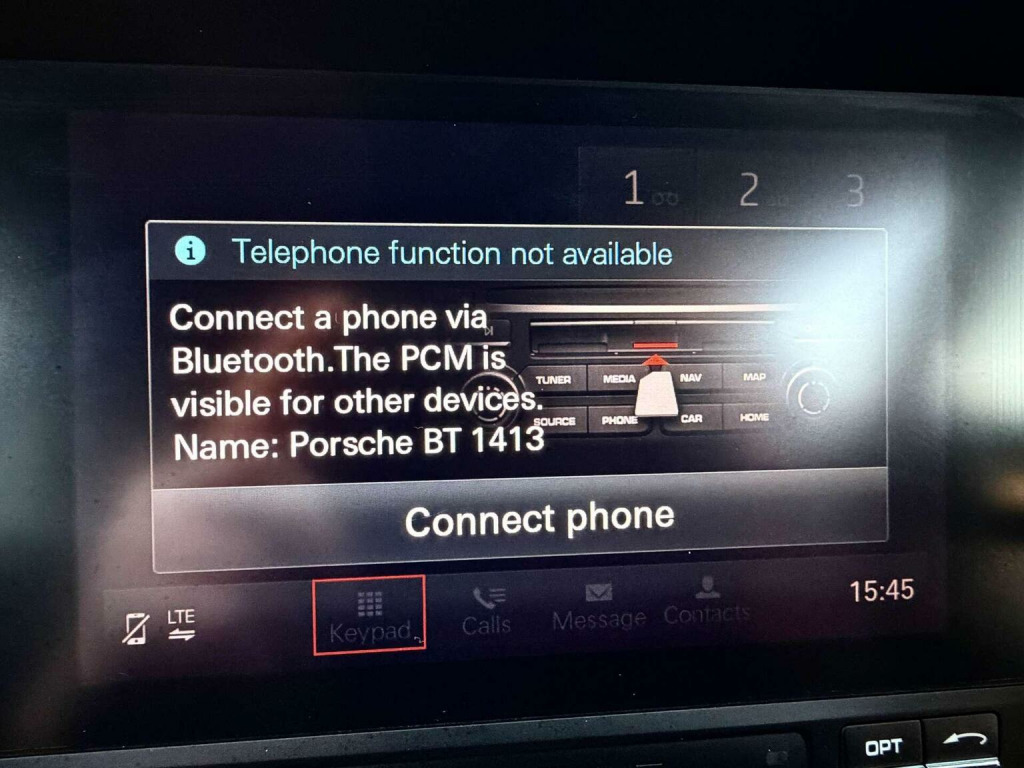 1 2 3
Telephone function not available
Connect a phone via
Bluetooth.The PCM is
visible for other devices.
Name: Porsche BT 1413
TUNER MEDIA NAV MAP
SOURCE PHONE CAR HOME
Connect phone
LTE
Keypad Calls Message Contacts
15:45
OPT